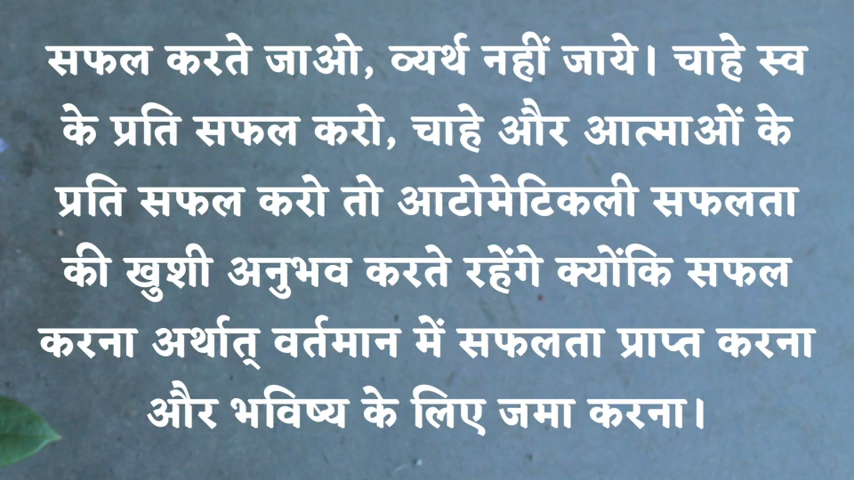 सफल करते जाओ, व्यर्थ नहीं जाये। चाहे स्व
के प्रति सफल करो, चाहे और आत्माओं के
प्रति सफल करो तो आटोमेटिकली सफलता
की खुशी अनुभव करते रहेंगे क्योंकि सफल
करना अर्थात् वर्तमान में सफलता प्राप्त करना
और भविष्य के लिए जमा करना।